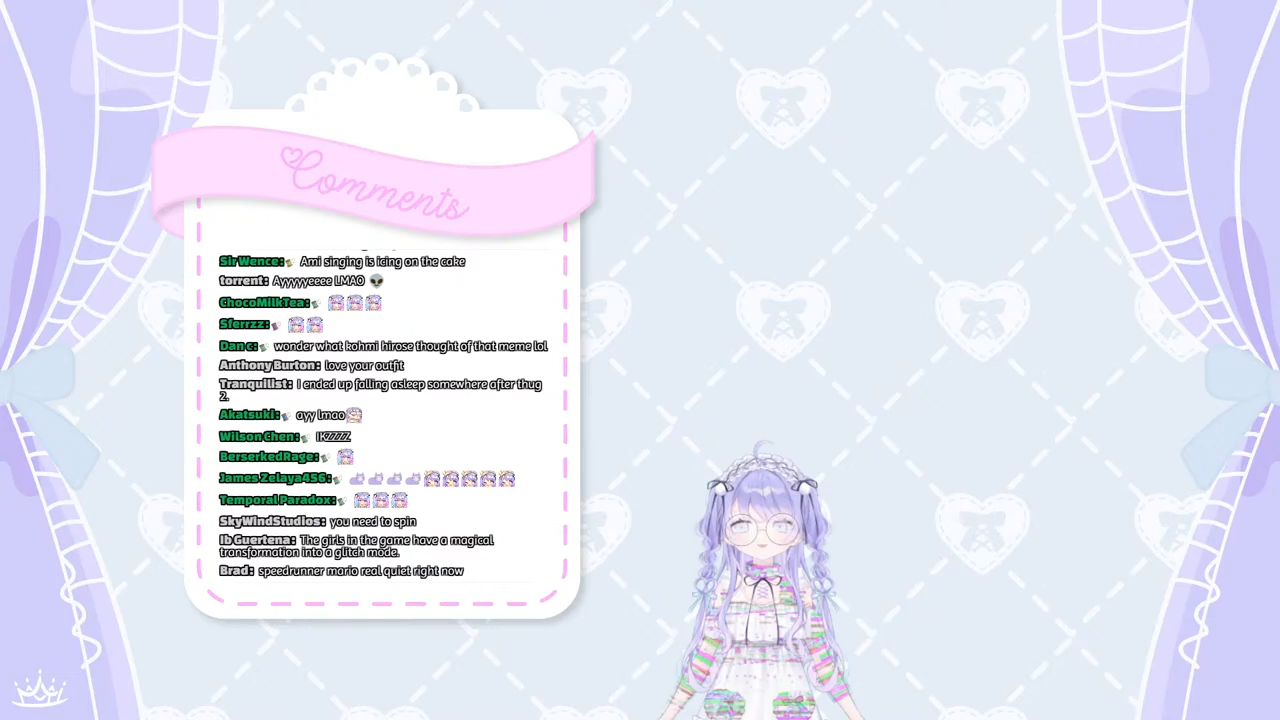 Comments
SirWence: Ami singing is icing on the cake
torrent: Ayyyyyeeee LMAO 👽
ChocoMilkTea:
Sferrzz:
Dan c: wonder what kohmi hirose thought of that meme lol
Anthony Burton: love your outfit
Tranquilist: I ended up falling asleep somewhere after thug
2.
Akatsuki: ayy lmao
Wilson Chen: IKZZZZ
BerserkedRage:
James Zelaya456:
Temporal Paradox:
SkyWindStudios: you need to spin
Ib Guertena: The girls in the game have a magical
transformation into a glitch mode.
Brad: speedrunner mario real quiet right now